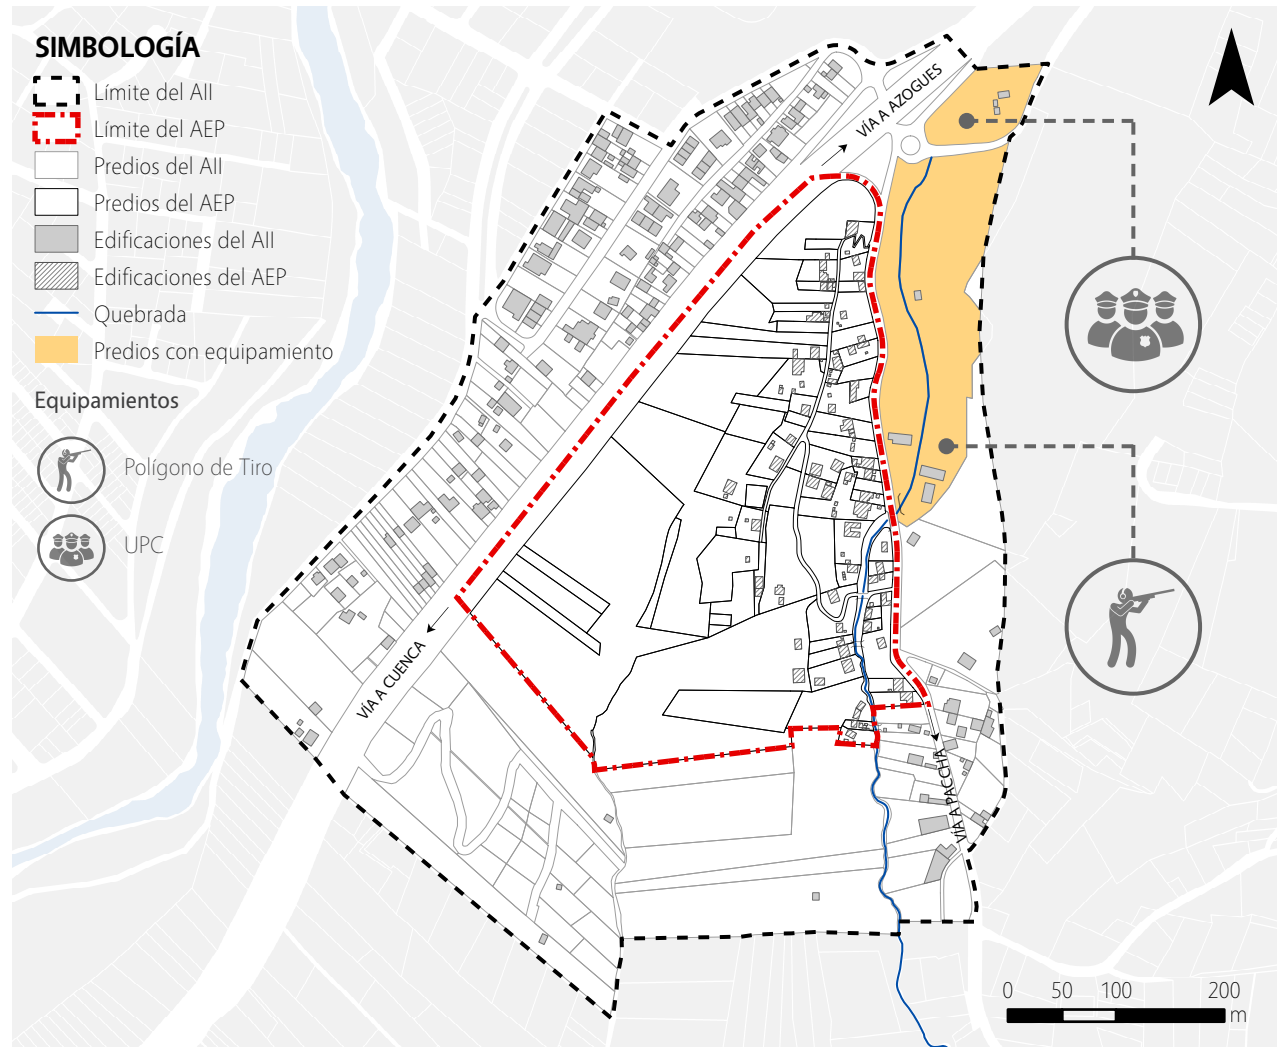 SIMBOLOGÍA
Límite del AII
Límite del AEP
Predios del AII
Predios del AEP
Edificaciones del AII
Edificaciones del AEP
Quebrada
Predios con equipamiento
Equipamientos
Polígono de Tiro
UPC
VÍA A AZOGUES
VÍA A CUENCA
VÍA A PACCHA
0 50 100 200
m